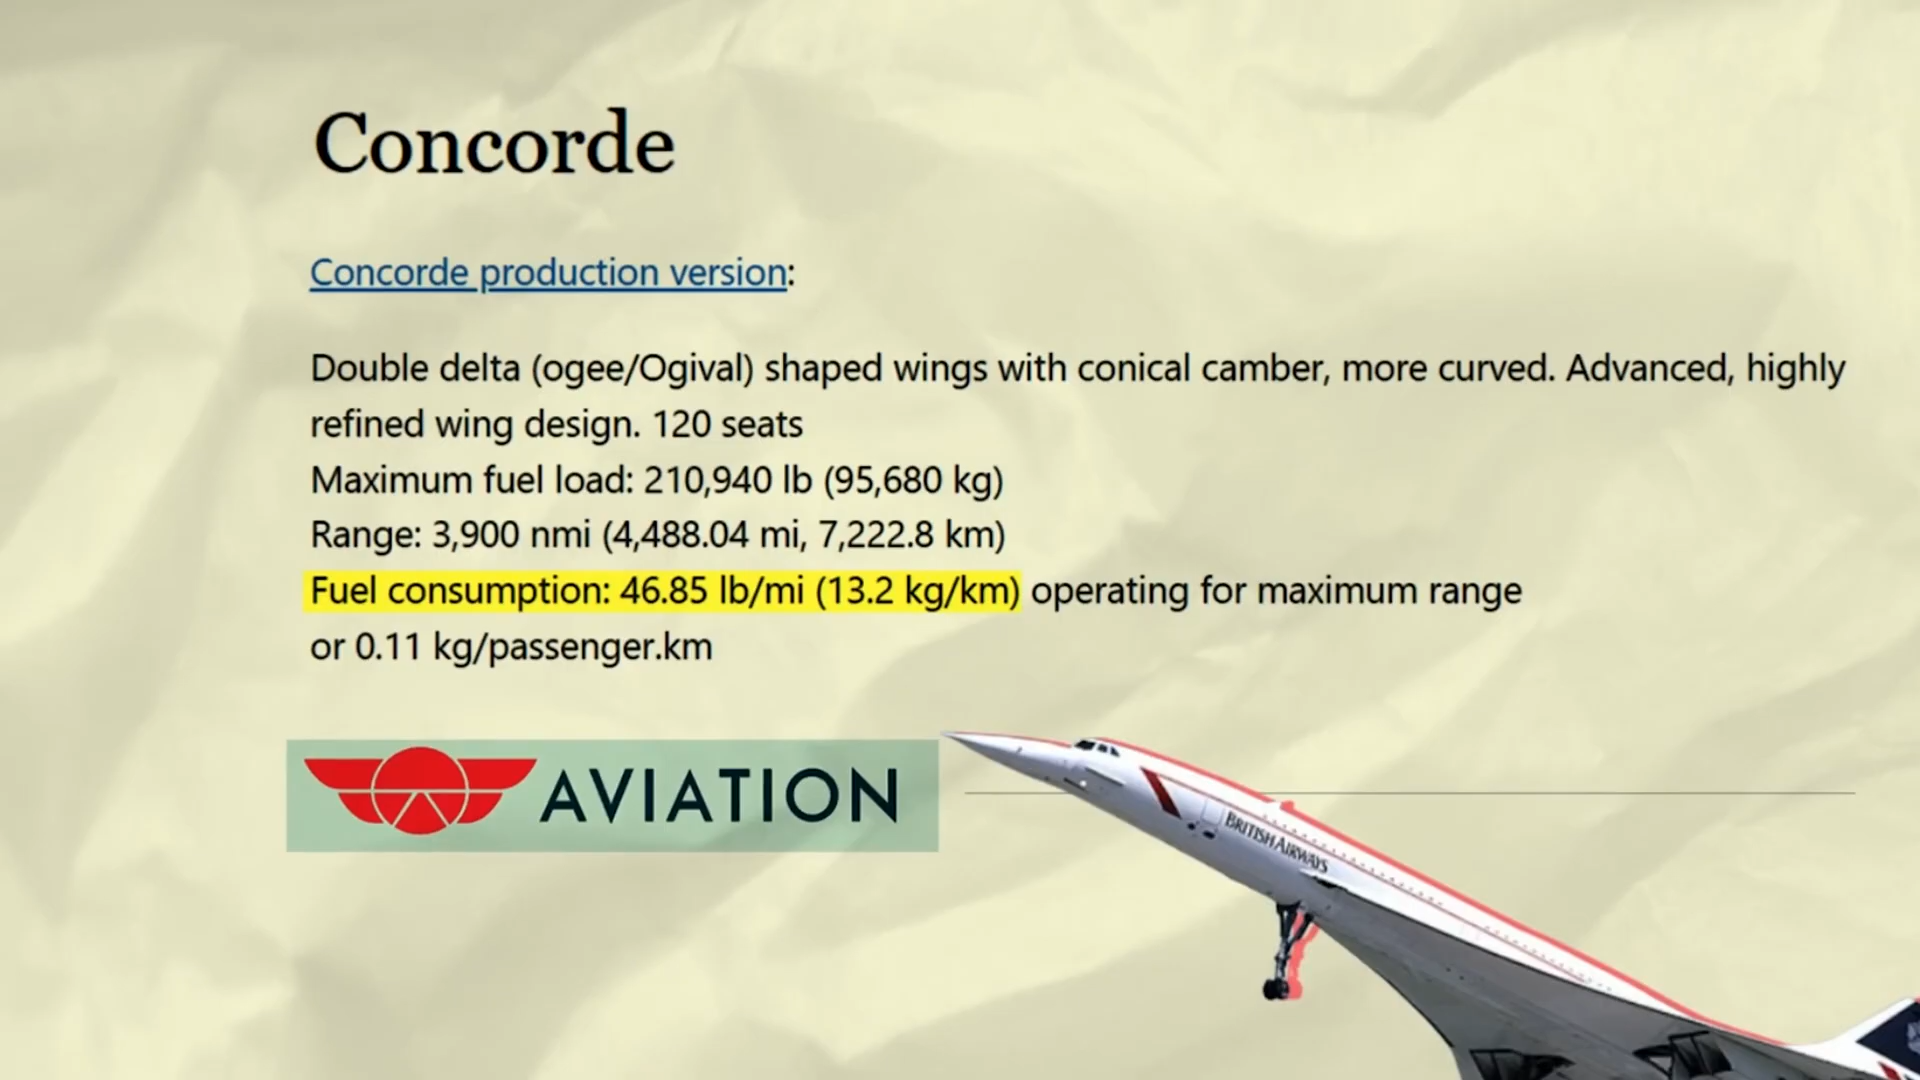 Concorde
Concorde production version:
Double delta (ogee/Ogival) shaped wings with conical camber, more curved. Advanced, highly
refined wing design. 120 seats
Maximum fuel load: 210,940 lb (95,680 kg)
Range: 3,900 nmi (4,488.04 mi, 7,222.8 km)
Fuel consumption: 46.85 lb/mi (13.2 kg/km) operating for maximum range
or 0.11 kg/passenger.km
AVIATION
BRITISH AIRWAYS